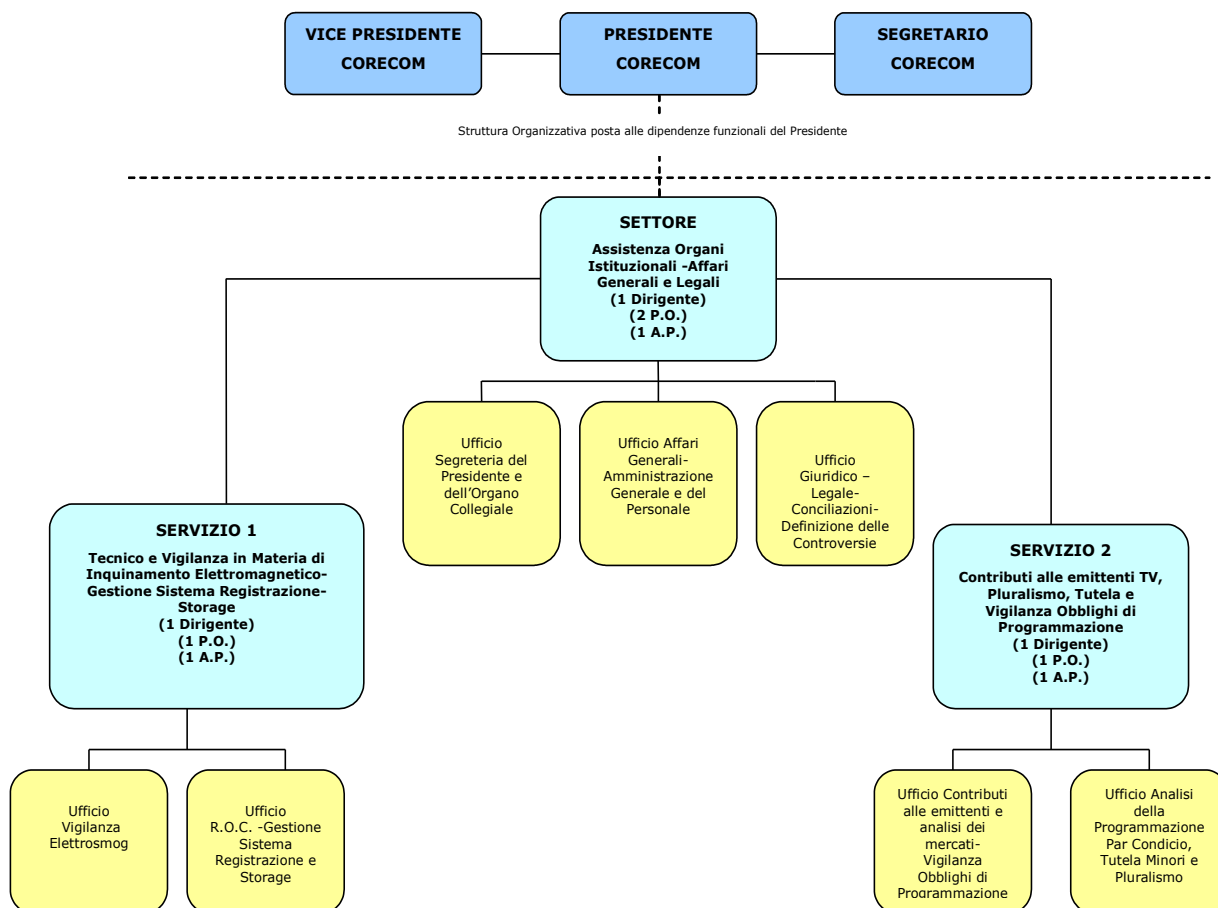 VICE PRESIDENTE
CORECOM
PRESIDENTE
CORECOM
SEGRETARIO
CORECOM
Struttura Organizzativa posta alle dipendenze funzionali del Presidente
SETTORE
Assistenza Organi
Istituzionali -Affari
Generali e Legali
(1 Dirigente)
(2 P.O.)
(1 A.P.)
Ufficio
Segreteria del
Presidente e
dell'Organo
Collegiale
Ufficio Affari
Generali-
Amministrazione
Generale e del
Personale
Ufficio
Giuridico –
Legale-
Conciliazioni-
Definizione delle
Controversie
SERVIZIO 1
Tecnico e Vigilanza in Materia di
Inquinamento Elettromagnetico-
Gestione Sistema Registrazione-
Storage
(1 Dirigente)
(1 P.O.)
(1 A.P.)
SERVIZIO 2
Contributi alle emittenti TV,
Pluralismo, Tutela e
Vigilanza Obblighi di
Programmazione
(1 Dirigente)
(1 P.O.)
(1 A.P.)
Ufficio
Vigilanza
Elettrosmog
Ufficio
R.O.C. -Gestione
Sistema
Registrazione e
Storage
Ufficio Contributi
alle emittenti e
analisi dei
mercati-
Vigilanza
Obblighi di
Programmazione
Ufficio Analisi
della
Programmazione
Par Condicio,
Tutela Minori e
Pluralismo